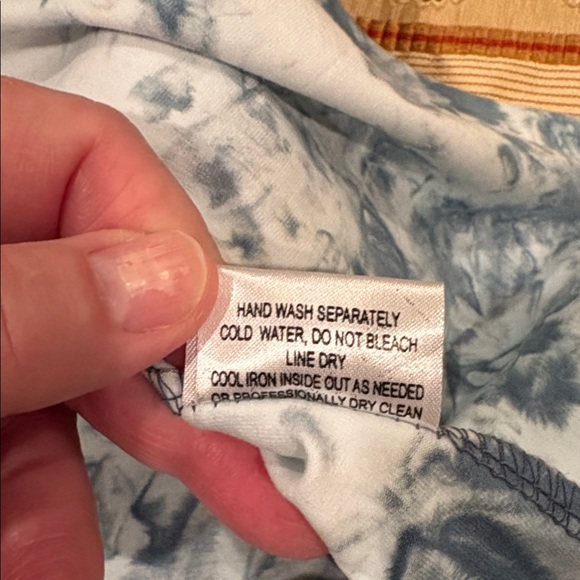 HAND WASH SEPARATELY
COLD WATER, DO NOT BLEACH
LINE DRY
COOL IRON INSIDE OUT AS NEEDED
OR PROFESSIONALLY DRY CLEAN